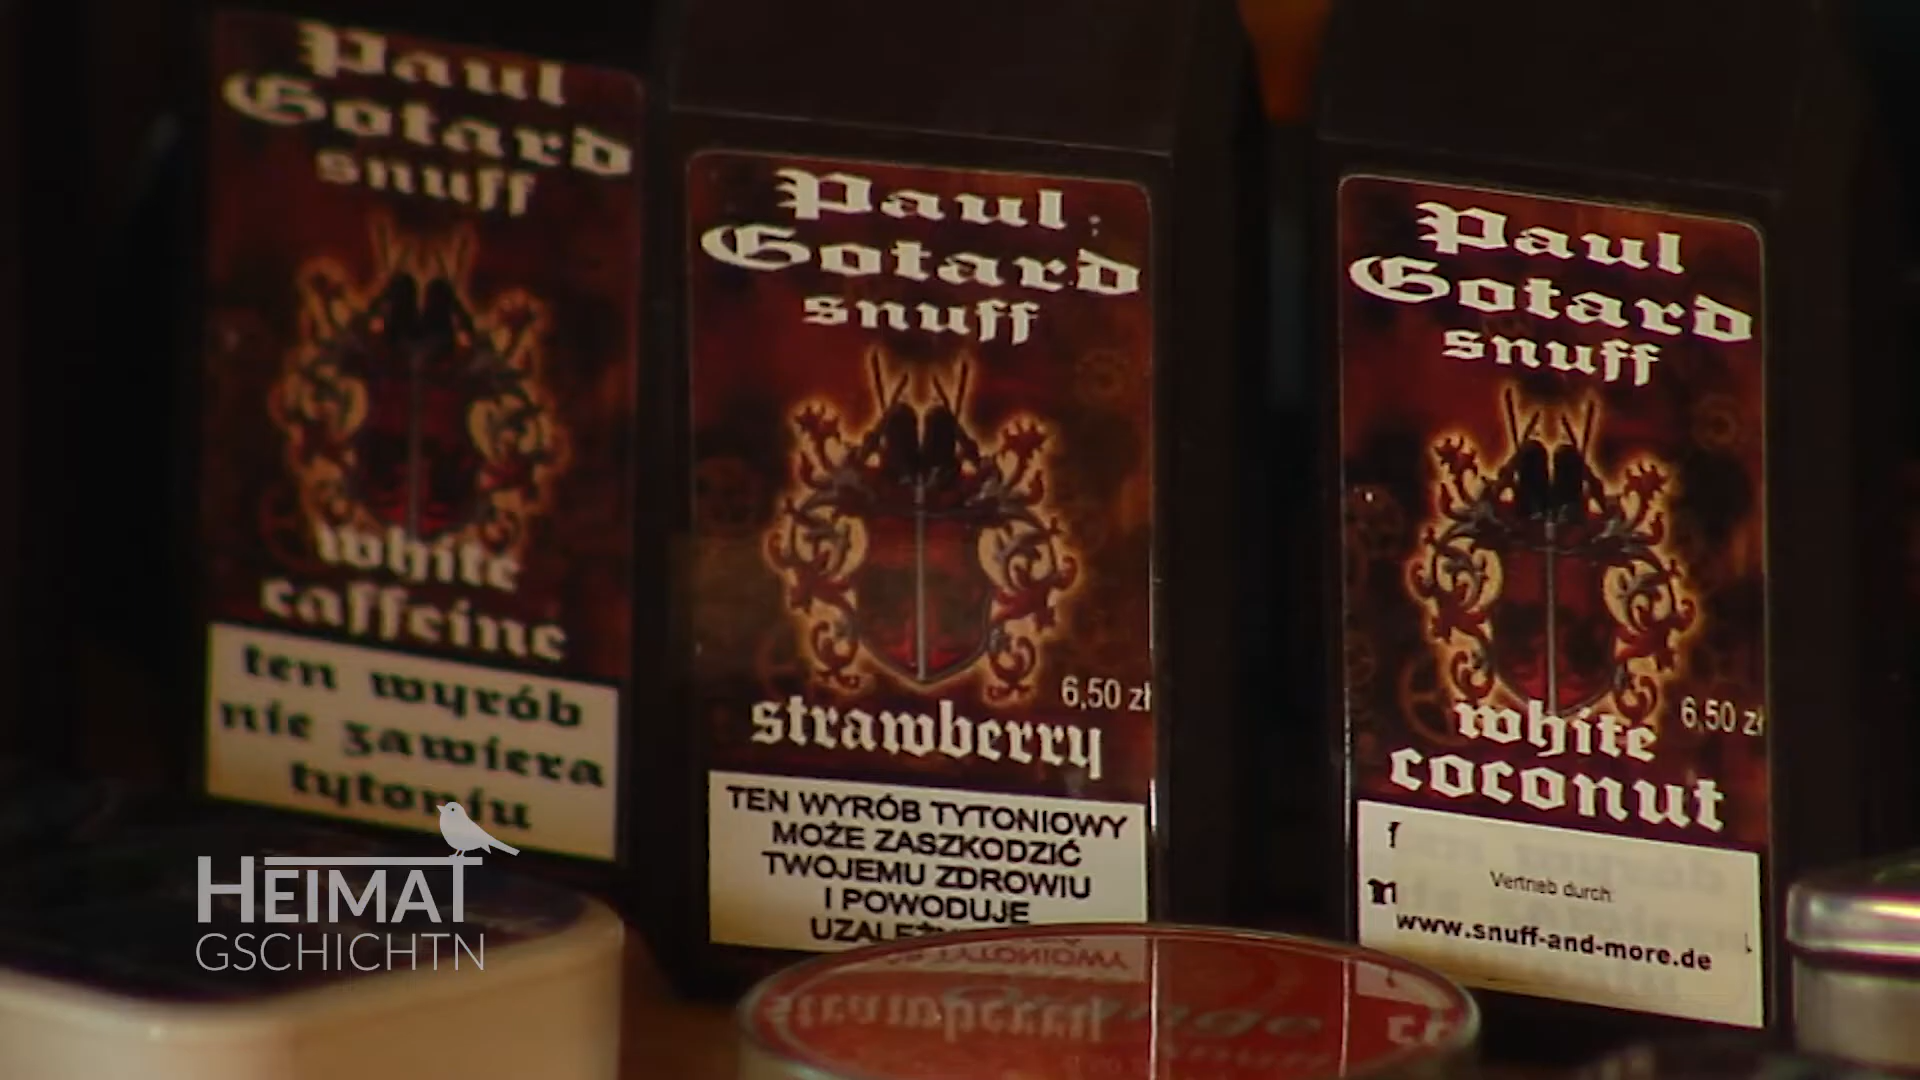 Paul
Gotard
snuff
white
caffeine
ten wyrób
nie zawiera
tytoniu
Paul
Gotard
snuff
6,50 zł
strawberry
TEN WYRÓB TYTONIOWY
MOŻE ZASZKODZIĆ
TWOJEMU ZDROWIU
I POWODUJE
Paul
Gotard
snuff
white
6,50 zł
coconut
Vertrieb durch:
www.snuff-and-more.de
Orange
snuff
HEIMAT
GSCHICHTN